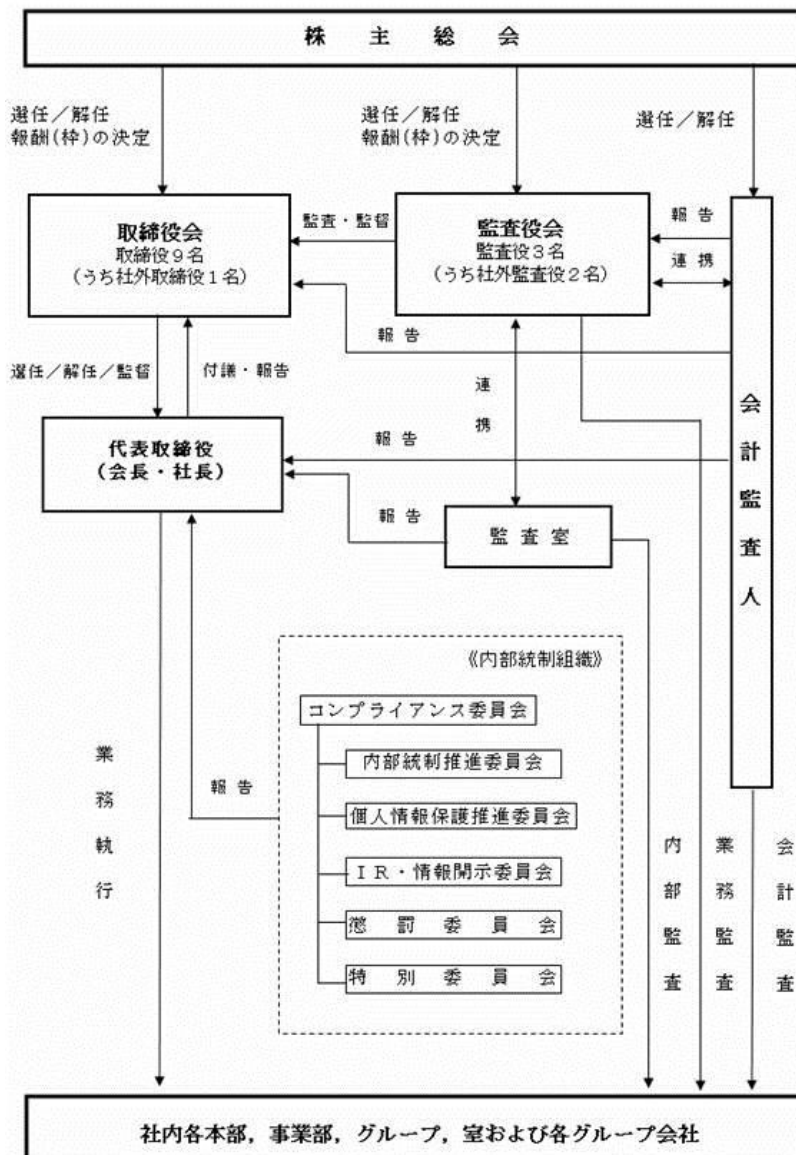 株主総会
選任／解任
報酬(枠)の決定
選任／解任
報酬(枠)の決定
選任／解任
取締役会
取締役９名
(うち社外取締役１名)
監査・監督
監査役会
監査役３名
(うち社外監査役２名)
報告
連携
報告
選任／解任／監督
付議・報告
連携
代表取締役
(会長・社長)
報告
報告
監査室
会計監査人
《内部統制組織》
コンプライアンス委員会
内部統制推進委員会
個人情報保護推進委員会
ＩＲ・情報開示委員会
懲罰委員会
特別委員会
報告
業務執行
内部監査
業務監査
会計監査
社内各本部，事業部，グループ，室および各グループ会社